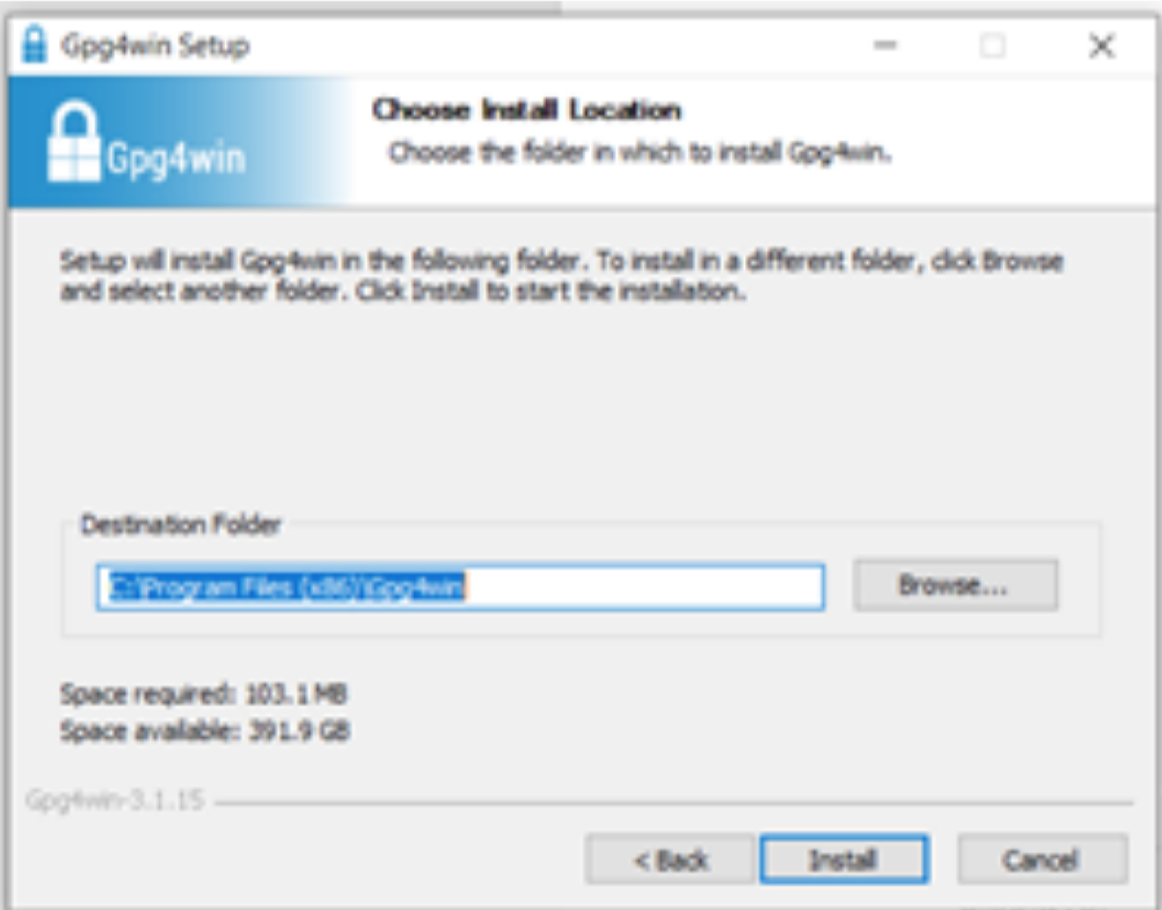 Gpg4win Setup
Gpg4win
Choose Install Location
Choose the folder in which to install Gpg4win.
Setup will install Gpg4win in the following folder. To install in a different folder, click Browse
and select another folder. Click Install to start the installation.
Destination Folder
C:\Program Files (x86)\Gpg4win
Browse...
Space required: 103.1 MB
Space available: 391.9 GB
Gpg4win-3.1.15
< Back
Install
Cancel